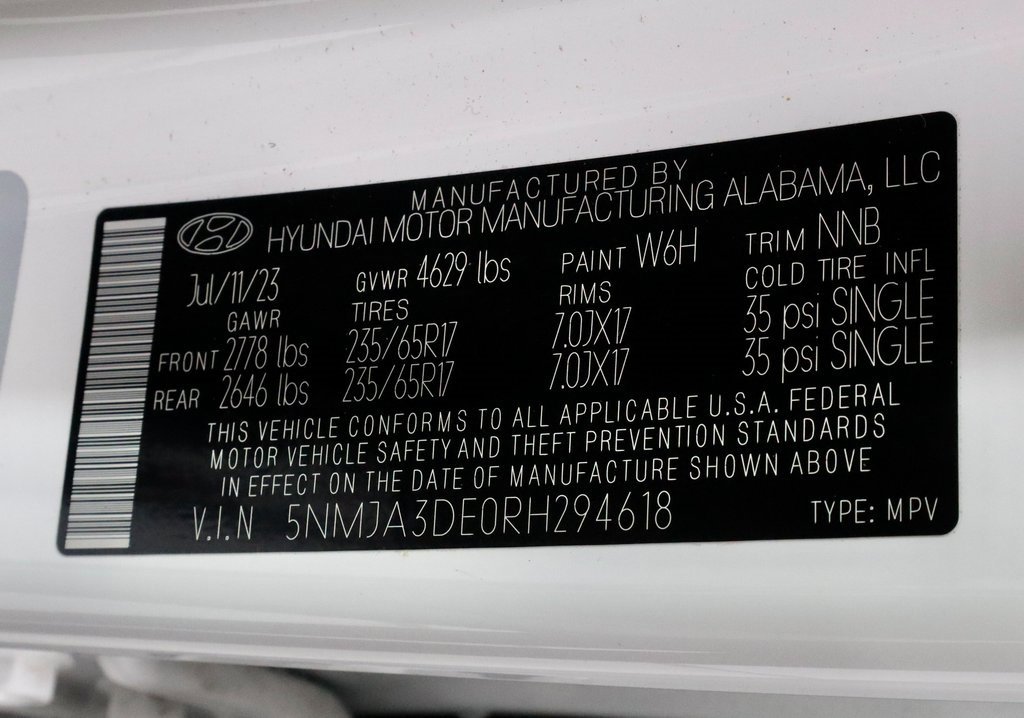 MANUFACTURED BY
HYUNDAI MOTOR MANUFACTURING ALABAMA, LLC
Jul/11/23 GVWR 4629 lbs PAINT W6H TRIM NNB
GAWR TIRES RIMS COLD TIRE INFL
FRONT 2778 lbs 235/65R17 7.0JX17 35 psi SINGLE
REAR 2646 lbs 235/65R17 7.0JX17 35 psi SINGLE
THIS VEHICLE CONFORMS TO ALL APPLICABLE U.S.A. FEDERAL
MOTOR VEHICLE SAFETY AND THEFT PREVENTION STANDARDS
IN EFFECT ON THE DATE OF MANUFACTURE SHOWN ABOVE
V.I.N 5NMJA3DE0RH294618 TYPE: MPV